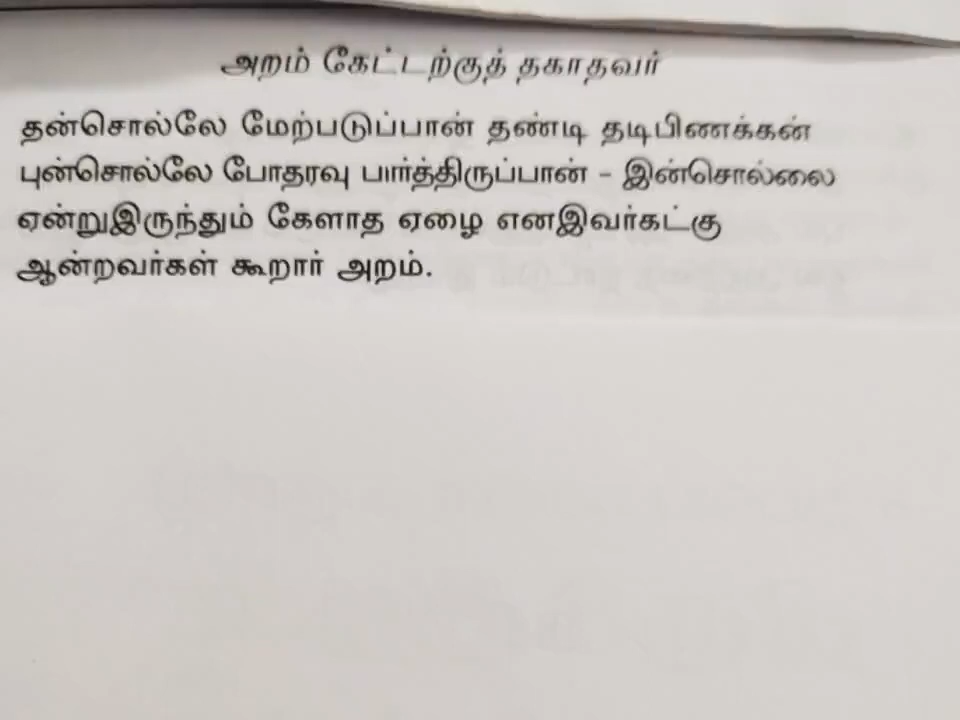 அறம் கேட்டற்குத் தகாதவர்
தன்சொல்லே மேற்படுப்பான் தண்டி தடிபிணக்கன்
புன்சொல்லே போதரவு பார்த்திருப்பான் - இன்சொல்லை
ஏன்றுஇருந்தும் கேளாத ஏழை எனஇவர்கட்கு
ஆன்றவர்கள் கூறார் அறம்.